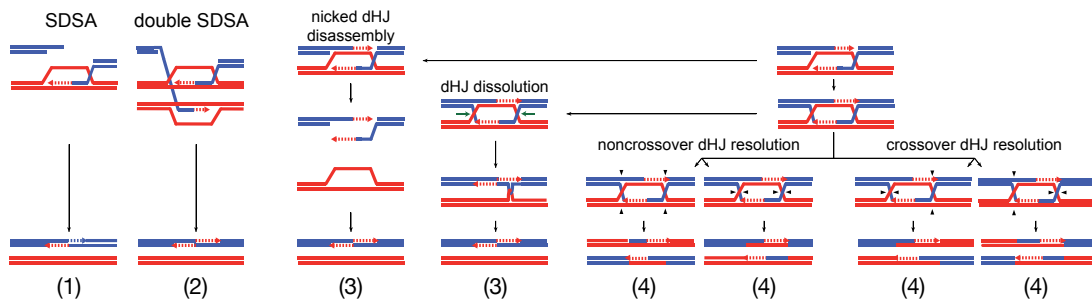 SDSA
double SDSA
nicked dHJ
disassembly
dHJ dissolution
noncrossover dHJ resolution
crossover dHJ resolution
(1)
(2)
(3)
(3)
(4)
(4)
(4)
(4)